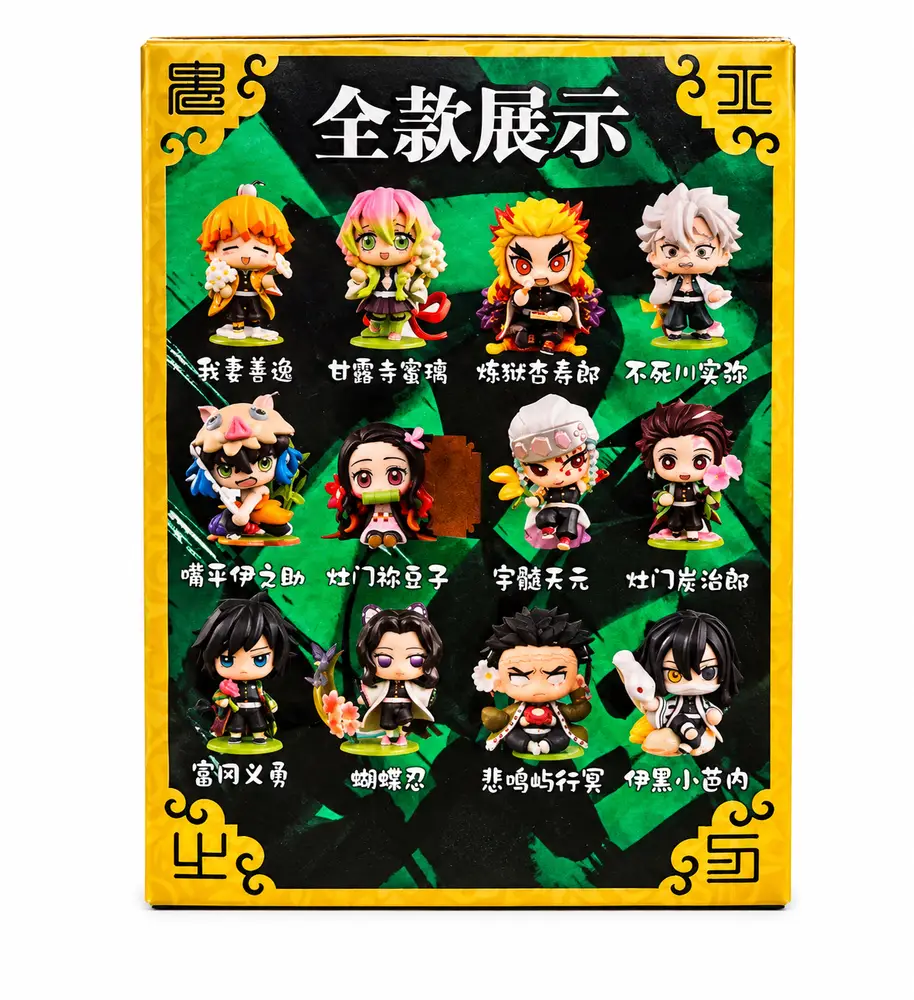 全款展示
我妻善逸 甘露寺蜜璃 炼狱杏寿郎 不死川实弥
嘴平伊之助 灶门祢豆子 宇髓天元 灶门炭治郎
富冈义勇 蝴蝶忍 悲鸣屿行冥 伊黑小芭内